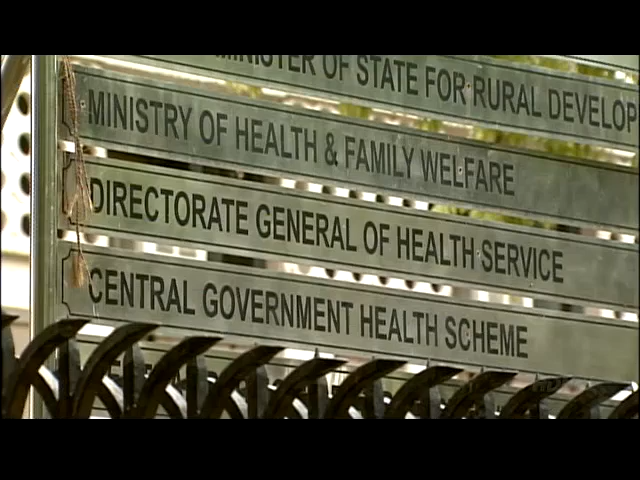 MINISTER OF STATE FOR RURAL DEVELOP
MINISTRY OF HEALTH & FAMILY WELFARE
DIRECTORATE GENERAL OF HEALTH SERVICE
CENTRAL GOVERNMENT HEALTH SCHEME